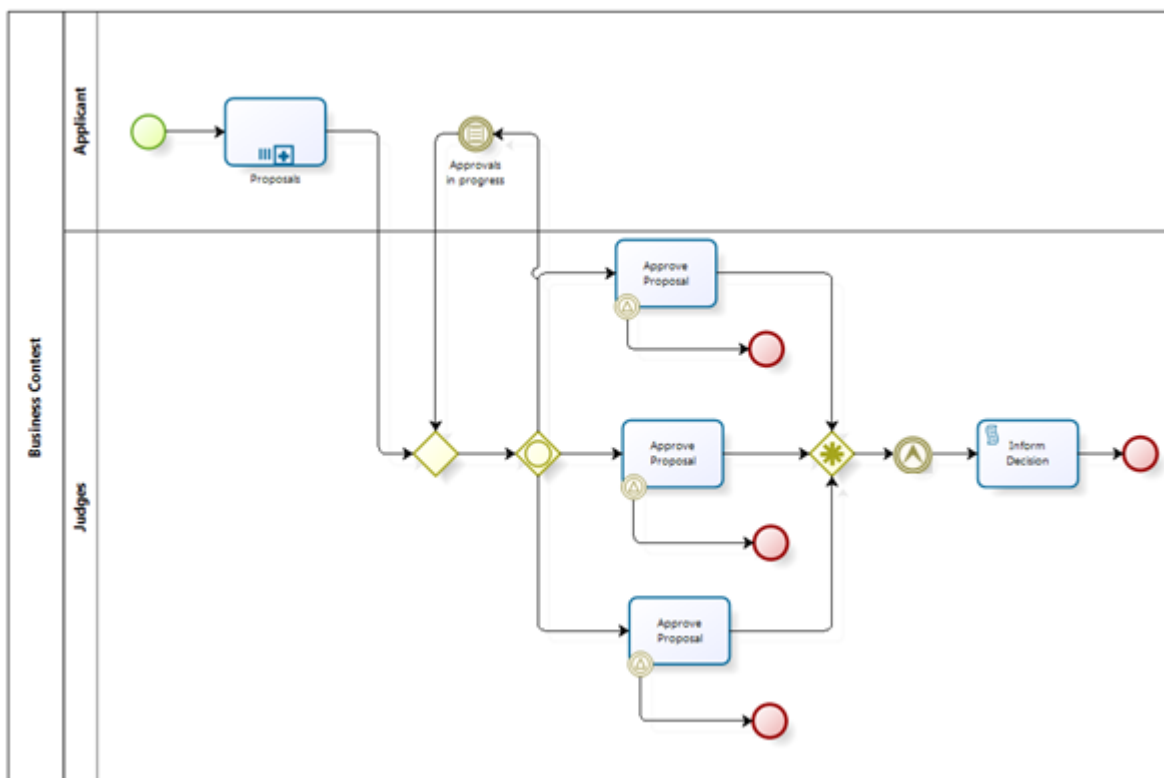 Business Contest
Applicant
Proposals
Approvals
in progress
Judges
Approve
Proposal
Approve
Proposal
Approve
Proposal
Inform
Decision